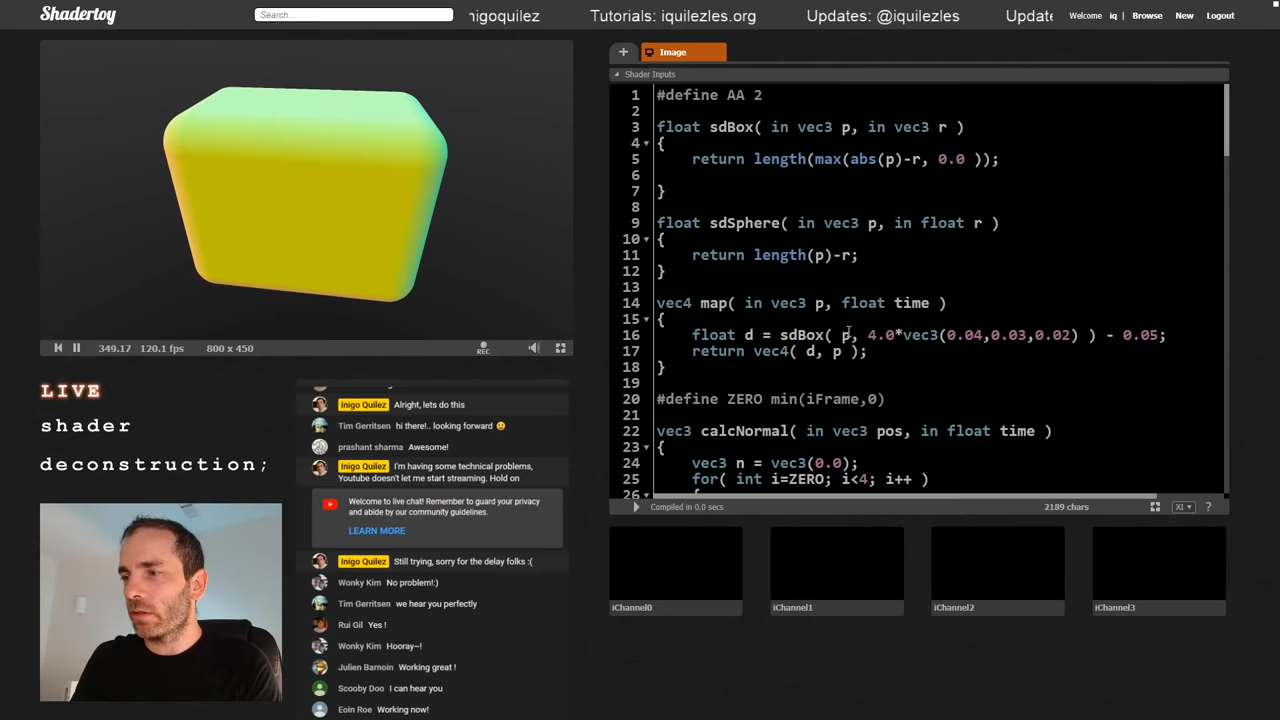 Shadertoy
Search...
nigoquilez Tutorials: iquilezles.org Updates: @iquilezles Update
Welcome iq | Browse New Logout
+ Image
Shader Inputs
1 #define AA 2
2
3 float sdBox( in vec3 p, in vec3 r )
4 {
5 return length(max(abs(p)-r, 0.0 ));
6
7 }
8
9 float sdSphere( in vec3 p, in float r )
10 {
11 return length(p)-r;
12 }
13
14 vec4 map( in vec3 p, float time )
15 {
16 float d = sdBox( p, 4.0*vec3(0.04,0.03,0.02) ) - 0.05;
17 return vec4( d, p );
18 }
19
20 #define ZERO min(iFrame,0)
21
22 vec3 calcNormal( in vec3 pos, in float time )
23 {
24 vec3 n = vec3(0.0);
25 for( int i=ZERO; i<4; i++ )
26 {
Compiled in 0.0 secs 2189 chars XI ?
349.17 120.1 fps 800 x 450 REC
LIVE
shader
deconstruction;
Inigo Quilez Alright, lets do this
Tim Gerritsen hi there!.. looking forward 😀
prashant sharma Awesome!
Inigo Quilez I'm having some technical problems,
Youtube doesn't let me start streaming. Hold on
Welcome to live chat! Remember to guard your privacy
and abide by our community guidelines.
LEARN MORE
Inigo Quilez Still trying, sorry for the delay folks :(
Wonky Kim No problem!:)
Tim Gerritsen we hear you perfectly
Rui Gil Yes !
Wonky Kim Hooray~!
Julien Barnoin Working great !
Scooby Doo I can hear you
Eoin Roe Working now!
iChannel0 iChannel1 iChannel2 iChannel3